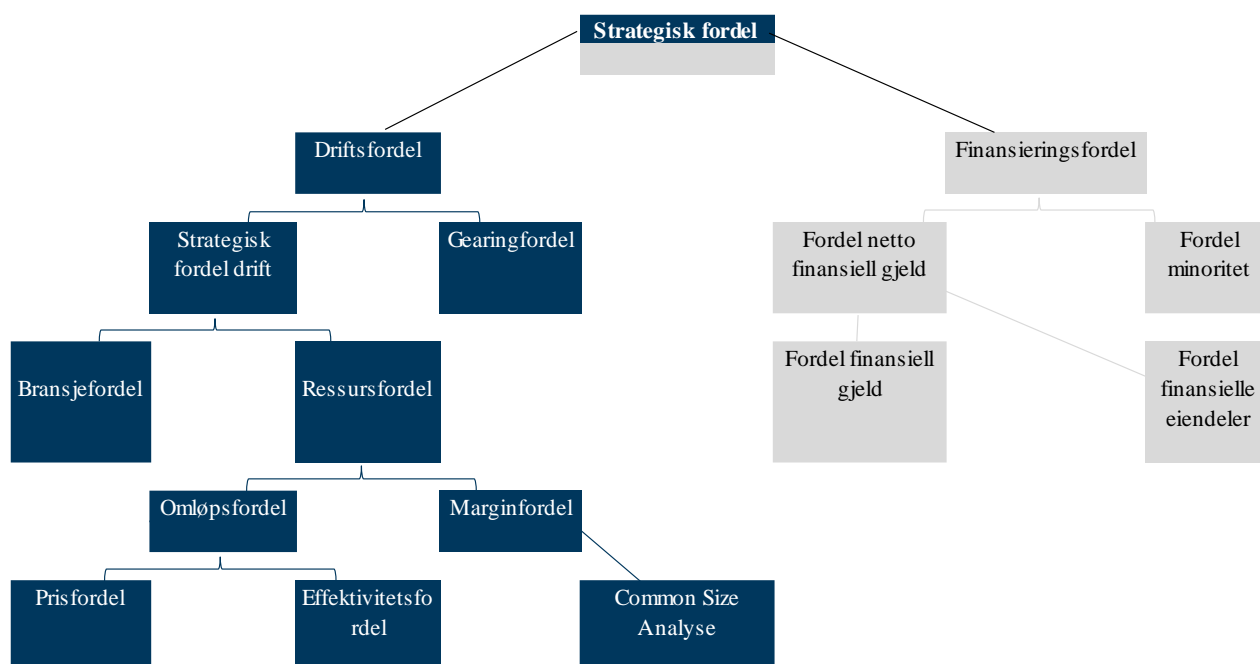 Strategisk fordel
Driftsfordel
Finansieringsfordel
Strategisk
fordel drift
Gearingfordel
Fordel netto
finansiell gjeld
Fordel
minoritet
Bransjefordel
Ressursfordel
Fordel finansiell
gjeld
Fordel
finansielle
eiendeler
Omløpsfordel
Marginfordel
Prisfordel
Effektivitetsfo
rdel
Common Size
Analyse